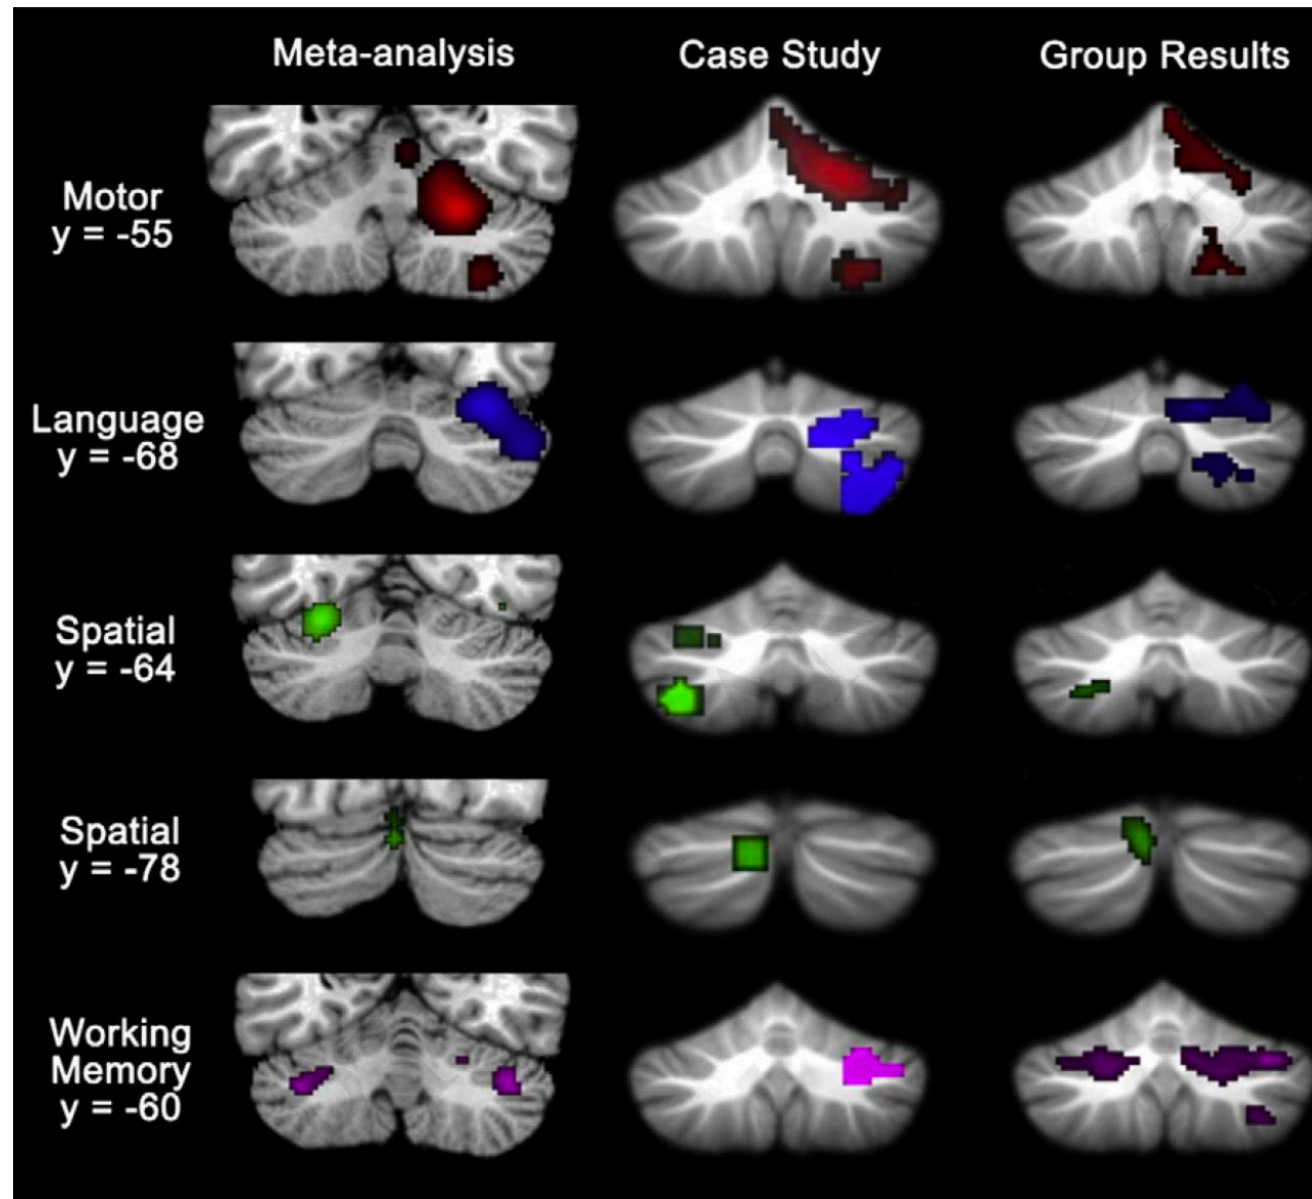 Meta-analysis Case Study Group Results
Motor
y = -55
Language
y = -68
Spatial
y = -64
Spatial
y = -78
Working
Memory
y = -60